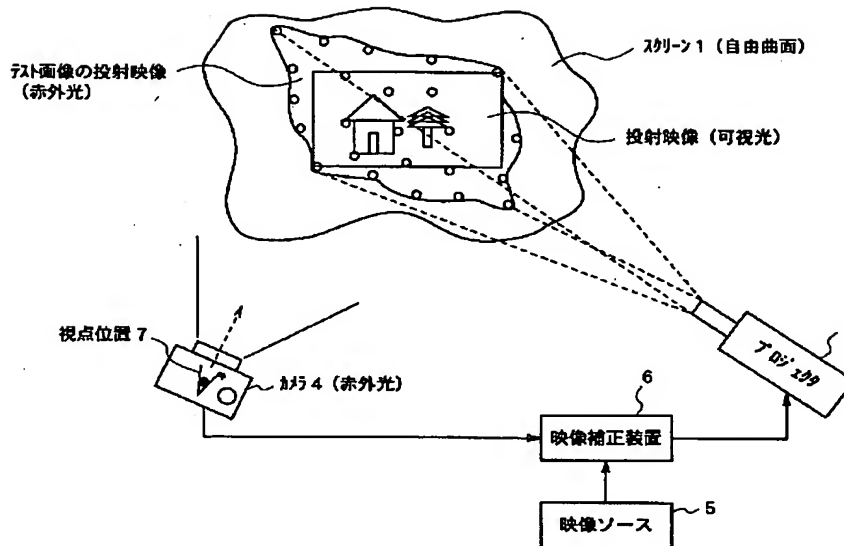 スクリーン1(自由曲面)
テスト画像の投射映像
(赤外光)
投射映像(可視光)
視点位置7
カメラ4(赤外光)
プロジェクタ
6
映像補正装置
5
映像ソース